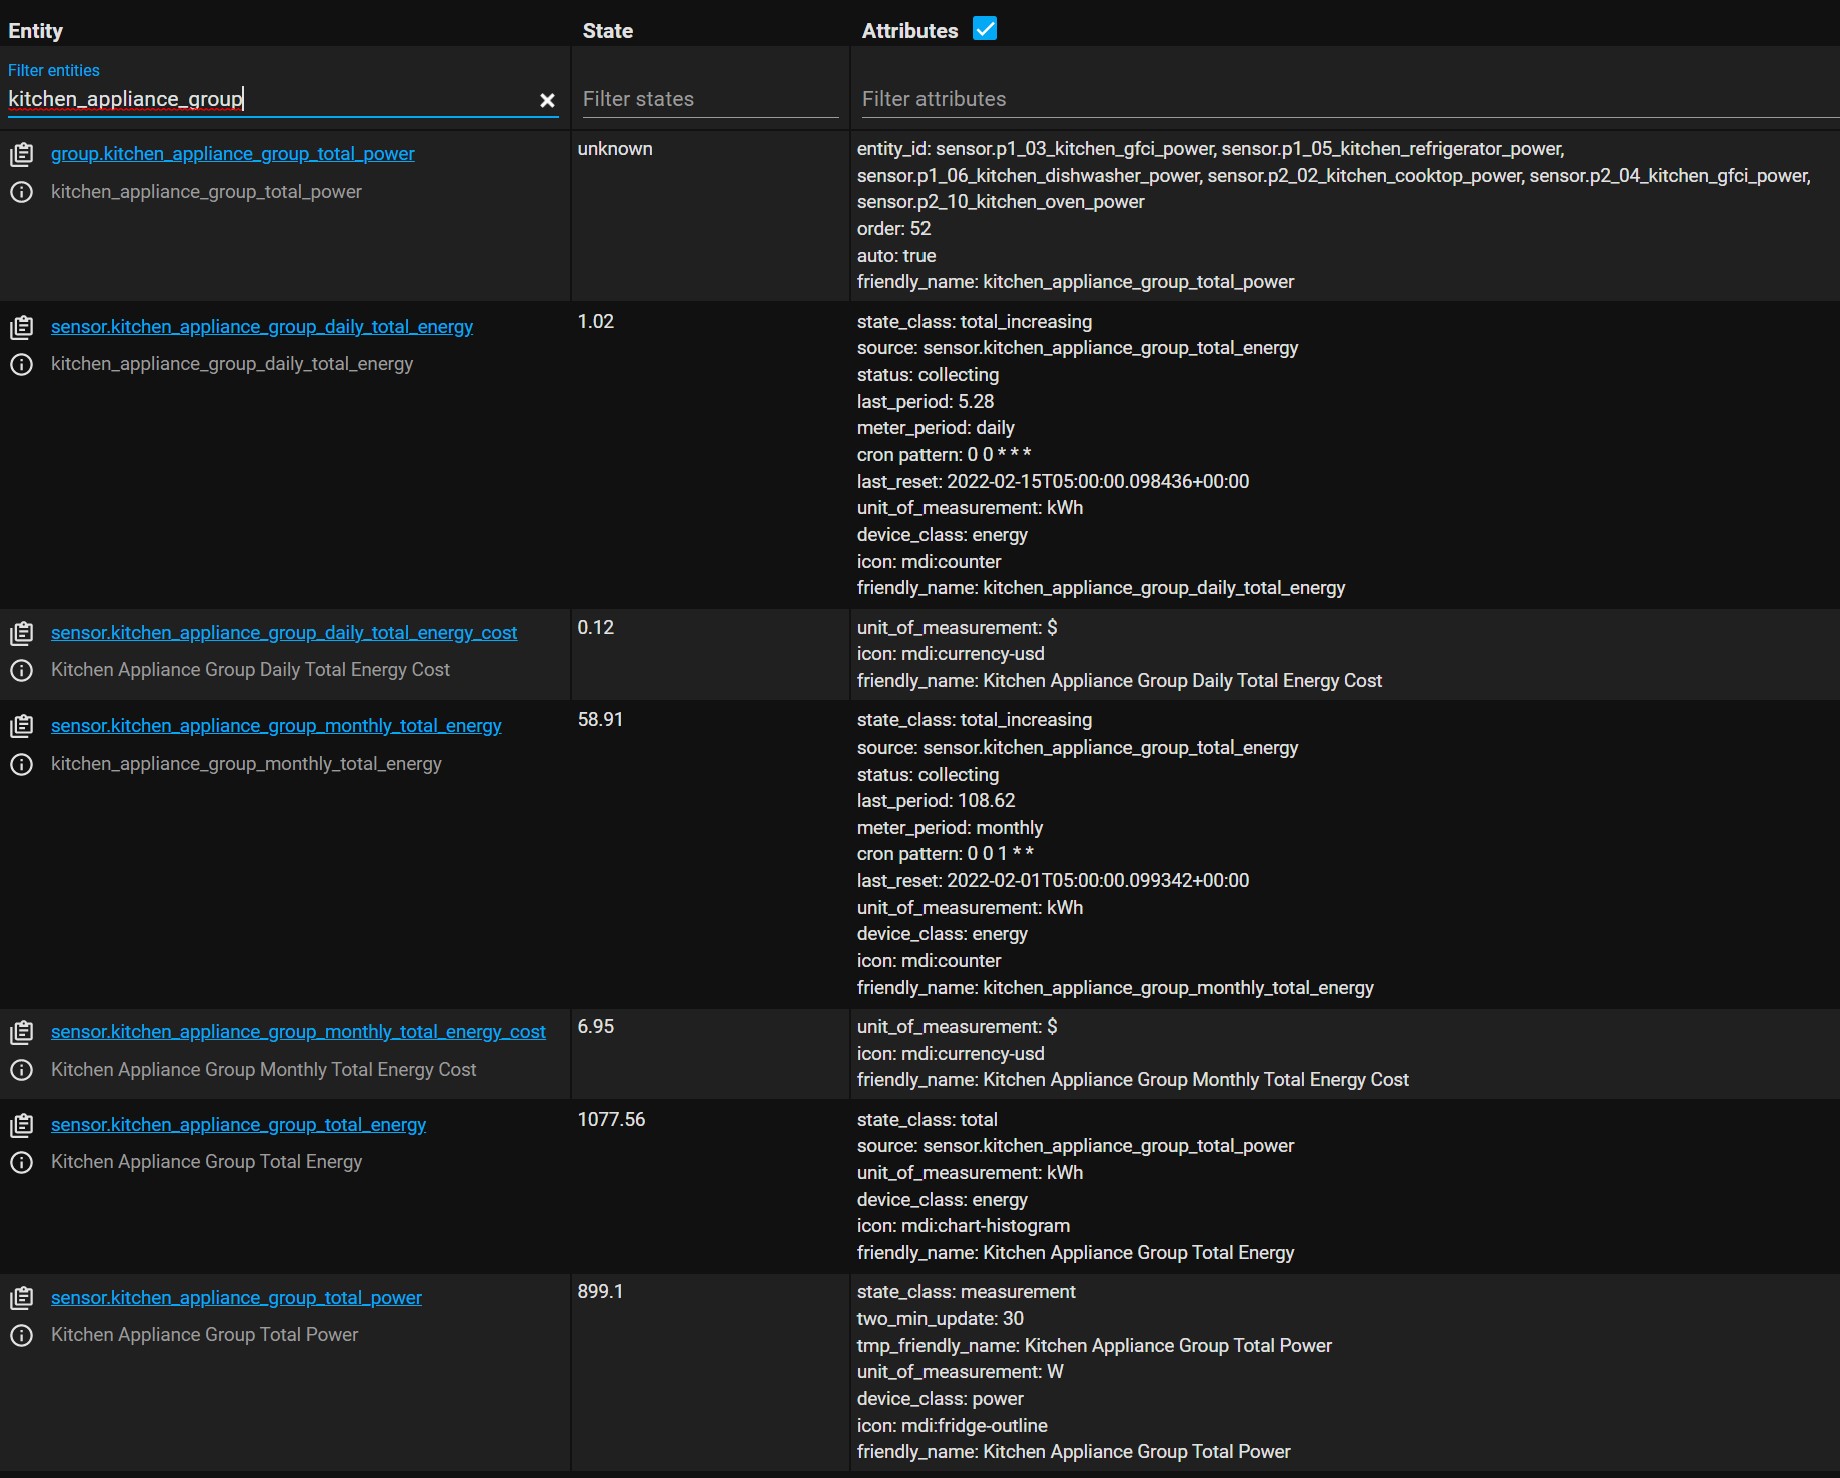 Entity State Attributes
Filter entities
kitchen_appliance_group Filter states Filter attributes
group.kitchen_appliance_group_total_power
kitchen_appliance_group_total_power
unknown
entity_id: sensor.p1_03_kitchen_gfci_power, sensor.p1_05_kitchen_refrigerator_power,
sensor.p1_06_kitchen_dishwasher_power, sensor.p2_02_kitchen_cooktop_power, sensor.p2_04_kitchen_gfci_power,
sensor.p2_10_kitchen_oven_power
order: 52
auto: true
friendly_name: kitchen_appliance_group_total_power
sensor.kitchen_appliance_group_daily_total_energy
kitchen_appliance_group_daily_total_energy
1.02
state_class: total_increasing
source: sensor.kitchen_appliance_group_total_energy
status: collecting
last_period: 5.28
meter_period: daily
cron pattern: 0 0 * * *
last_reset: 2022-02-15T05:00:00.098436+00:00
unit_of_measurement: kWh
device_class: energy
icon: mdi:counter
friendly_name: kitchen_appliance_group_daily_total_energy
sensor.kitchen_appliance_group_daily_total_energy_cost
Kitchen Appliance Group Daily Total Energy Cost
0.12
unit_of_measurement: $
icon: mdi:currency-usd
friendly_name: Kitchen Appliance Group Daily Total Energy Cost
sensor.kitchen_appliance_group_monthly_total_energy
kitchen_appliance_group_monthly_total_energy
58.91
state_class: total_increasing
source: sensor.kitchen_appliance_group_total_energy
status: collecting
last_period: 108.62
meter_period: monthly
cron pattern: 0 0 1 * *
last_reset: 2022-02-01T05:00:00.099342+00:00
unit_of_measurement: kWh
device_class: energy
icon: mdi:counter
friendly_name: kitchen_appliance_group_monthly_total_energy
sensor.kitchen_appliance_group_monthly_total_energy_cost
Kitchen Appliance Group Monthly Total Energy Cost
6.95
unit_of_measurement: $
icon: mdi:currency-usd
friendly_name: Kitchen Appliance Group Monthly Total Energy Cost
sensor.kitchen_appliance_group_total_energy
Kitchen Appliance Group Total Energy
1077.56
state_class: total
source: sensor.kitchen_appliance_group_total_power
unit_of_measurement: kWh
device_class: energy
icon: mdi:chart-histogram
friendly_name: Kitchen Appliance Group Total Energy
sensor.kitchen_appliance_group_total_power
Kitchen Appliance Group Total Power
899.1
state_class: measurement
two_min_update: 30
tmp_friendly_name: Kitchen Appliance Group Total Power
unit_of_measurement: W
device_class: power
icon: mdi:fridge-outline
friendly_name: Kitchen Appliance Group Total Power